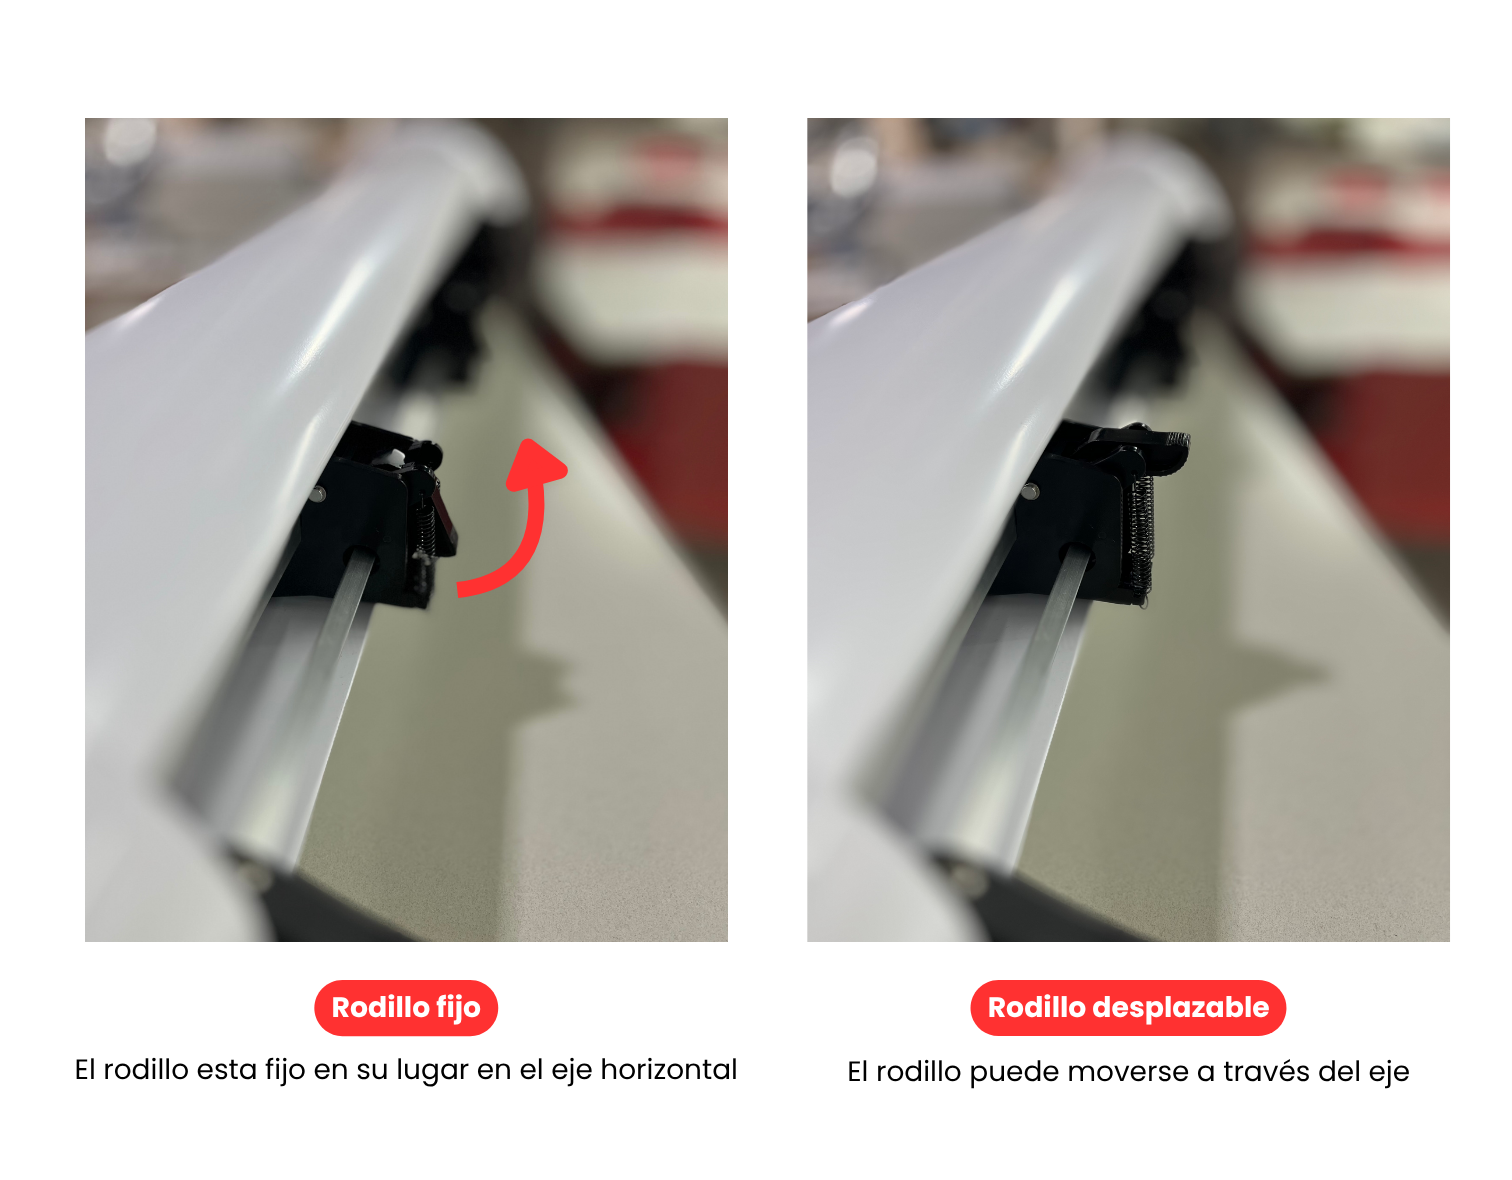 Rodillo fijo
El rodillo esta fijo en su lugar en el eje horizontal
Rodillo desplazable
El rodillo puede moverse a través del eje